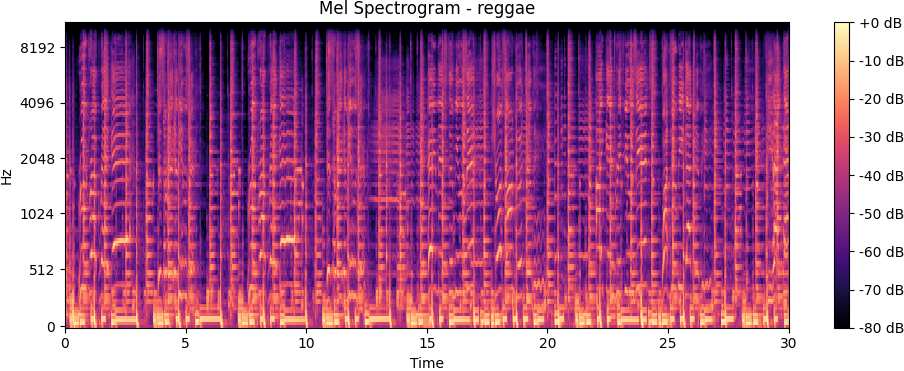 Mel Spectrogram - reggae
+0 dB
8192
-10 dB
4096
-20 dB
-30 dB
2048
Hz
-40 dB
1024
-50 dB
-60 dB
512
-70 dB
0
-80 dB
0 5 10 15 20 25 30
Time